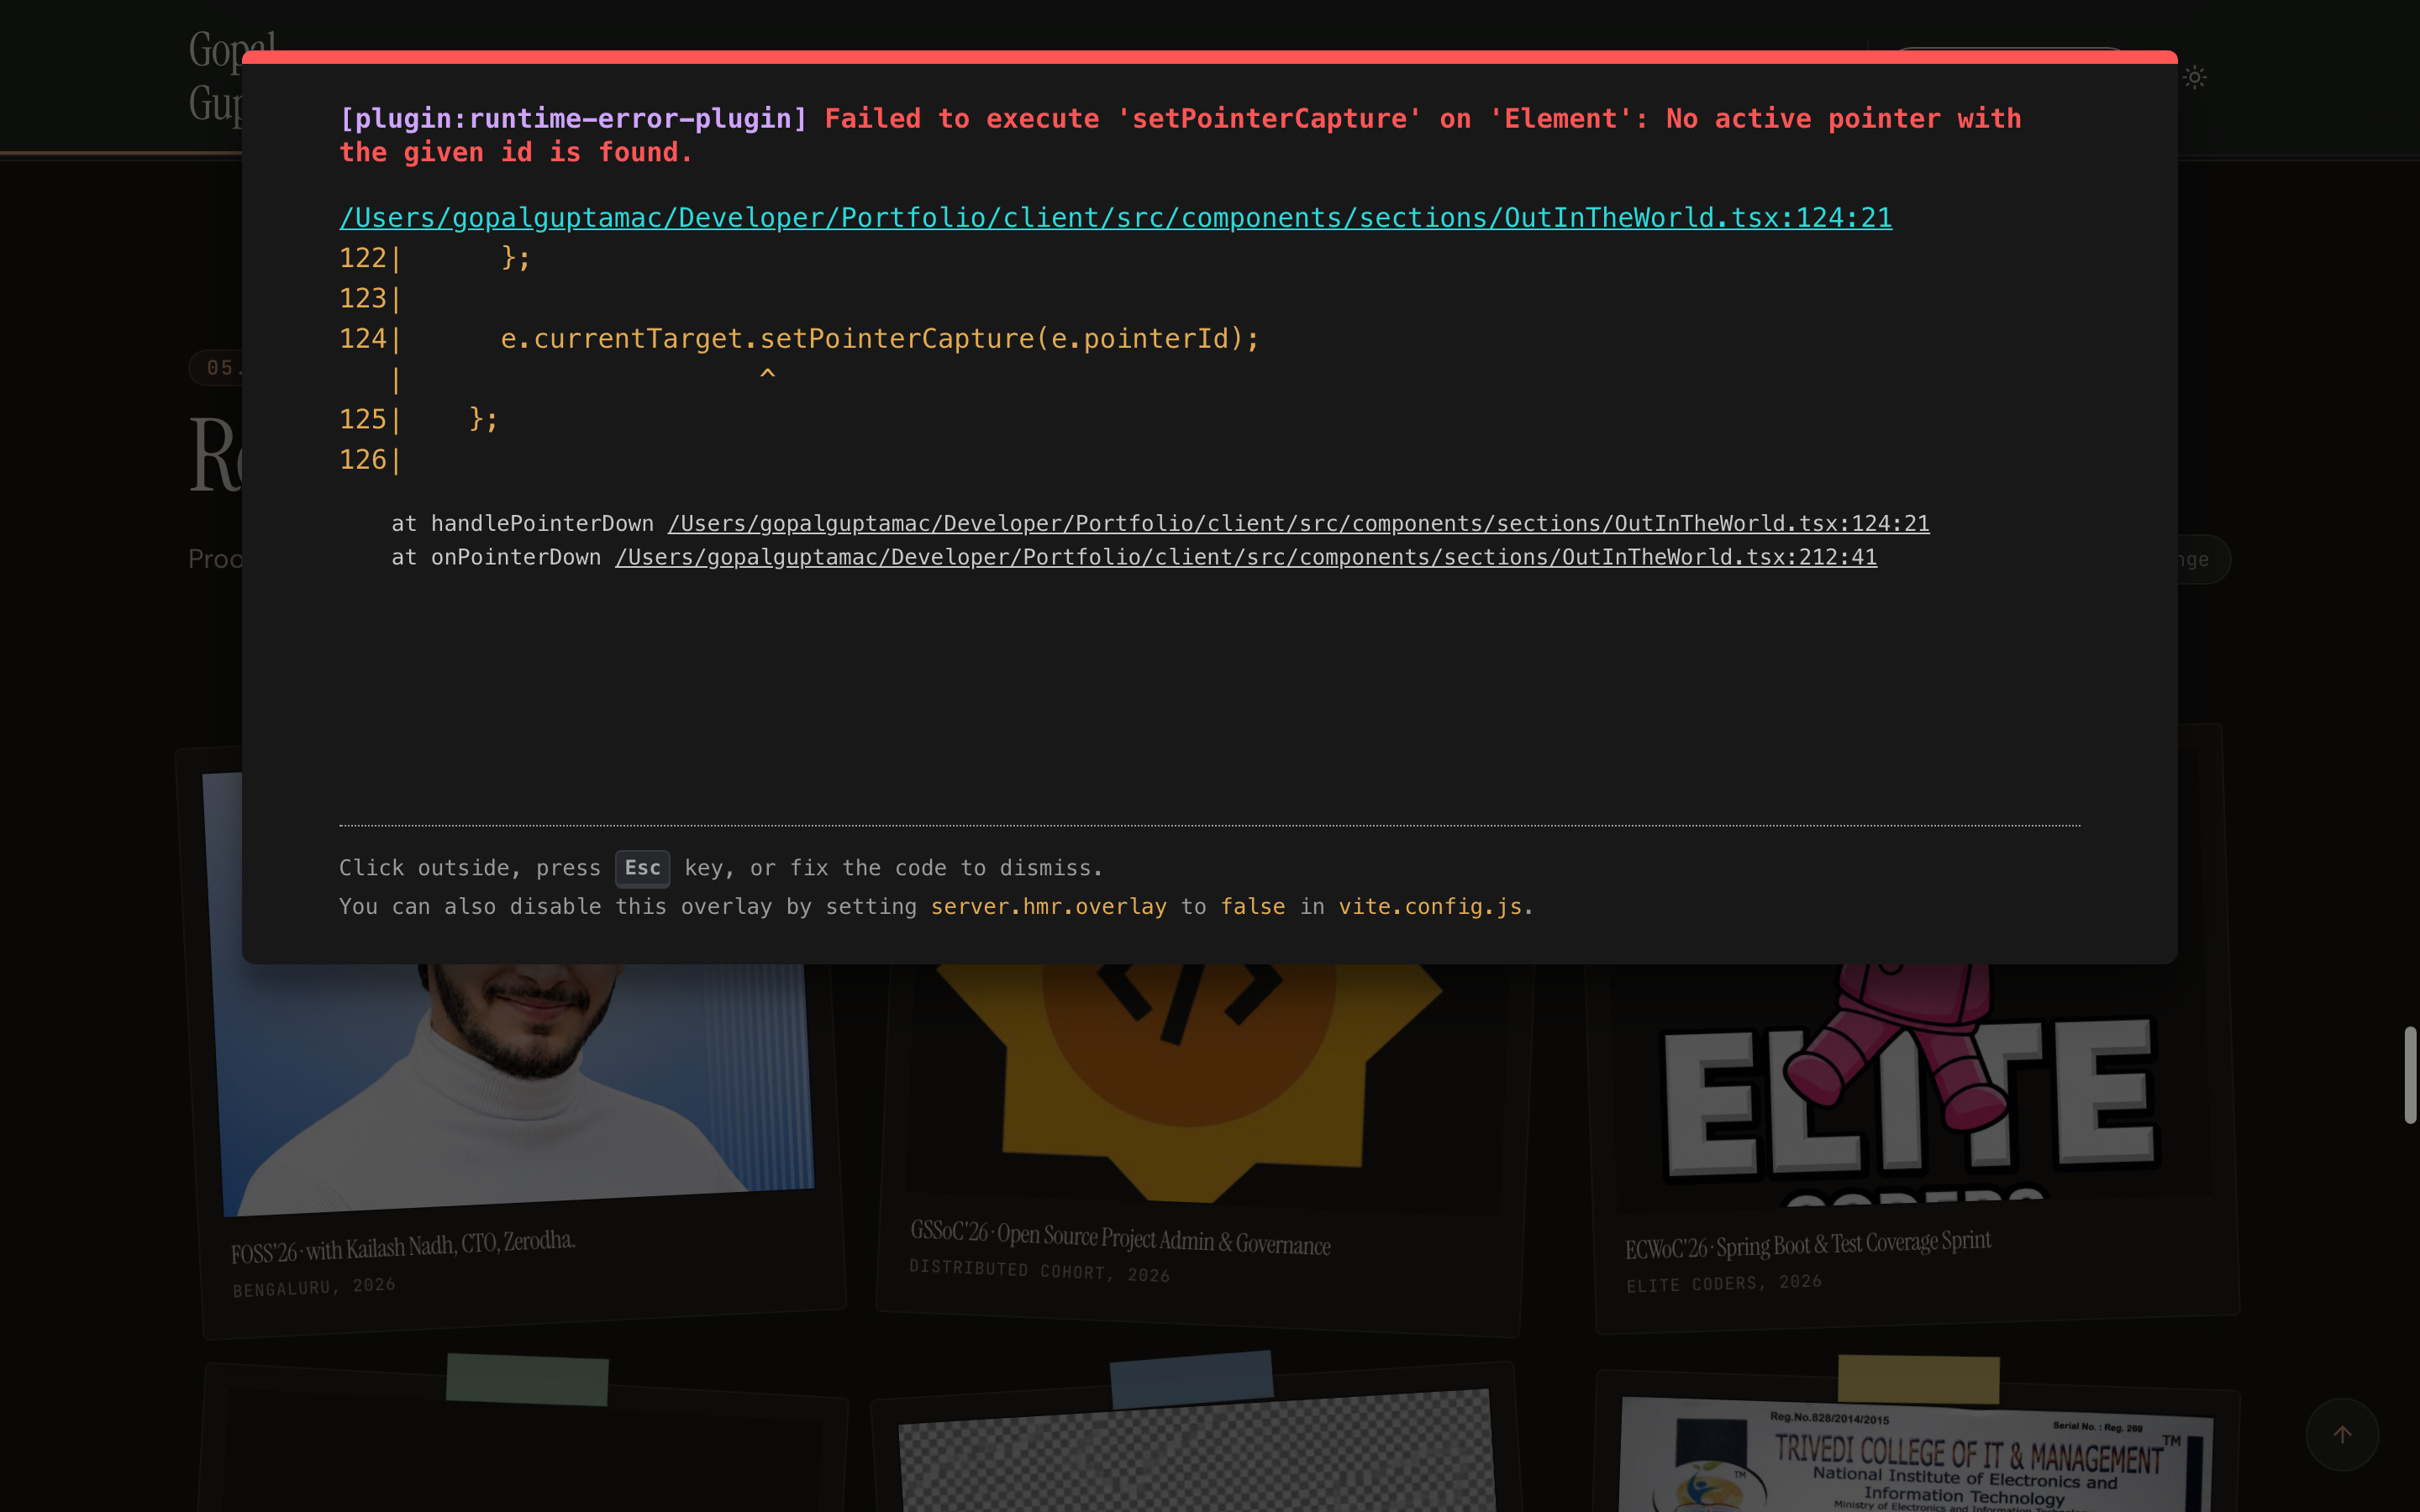 Gopal
[plugin:runtime-error-plugin] Failed to execute 'setPointerCapture' on 'Element': No active pointer with
the given id is found.
/Users/gopalguptamac/Developer/Portfolio/client/src/components/sections/OutInTheWorld.tsx:124:21
122|      };
123|
124|      e.currentTarget.setPointerCapture(e.pointerId);
|                      ^
125|    };
126|
at handlePointerDown /Users/gopalguptamac/Developer/Portfolio/client/src/components/sections/OutInTheWorld.tsx:124:21
at onPointerDown /Users/gopalguptamac/Developer/Portfolio/client/src/components/sections/OutInTheWorld.tsx:212:41
05.
Click outside, press Esc key, or fix the code to dismiss.
You can also disable this overlay by setting server.hmr.overlay to false in vite.config.js.
</>
ELITE
FOSS'26 · with Kailash Nadh, CTO, Zerodha.
BENGALURU, 2026
GSSoC'26 · Open Source Project Admin & Governance
DISTRIBUTED COHORT, 2026
ECWoC'26 · Spring Boot & Test Coverage Sprint
ELITE CODERS, 2026
Reg.No.828/2014/2015
Serial No. : Reg. 269
TRIVEDI COLLEGE OF IT & MANAGEMENT TM
National Institute of Electronics and
Information Technology